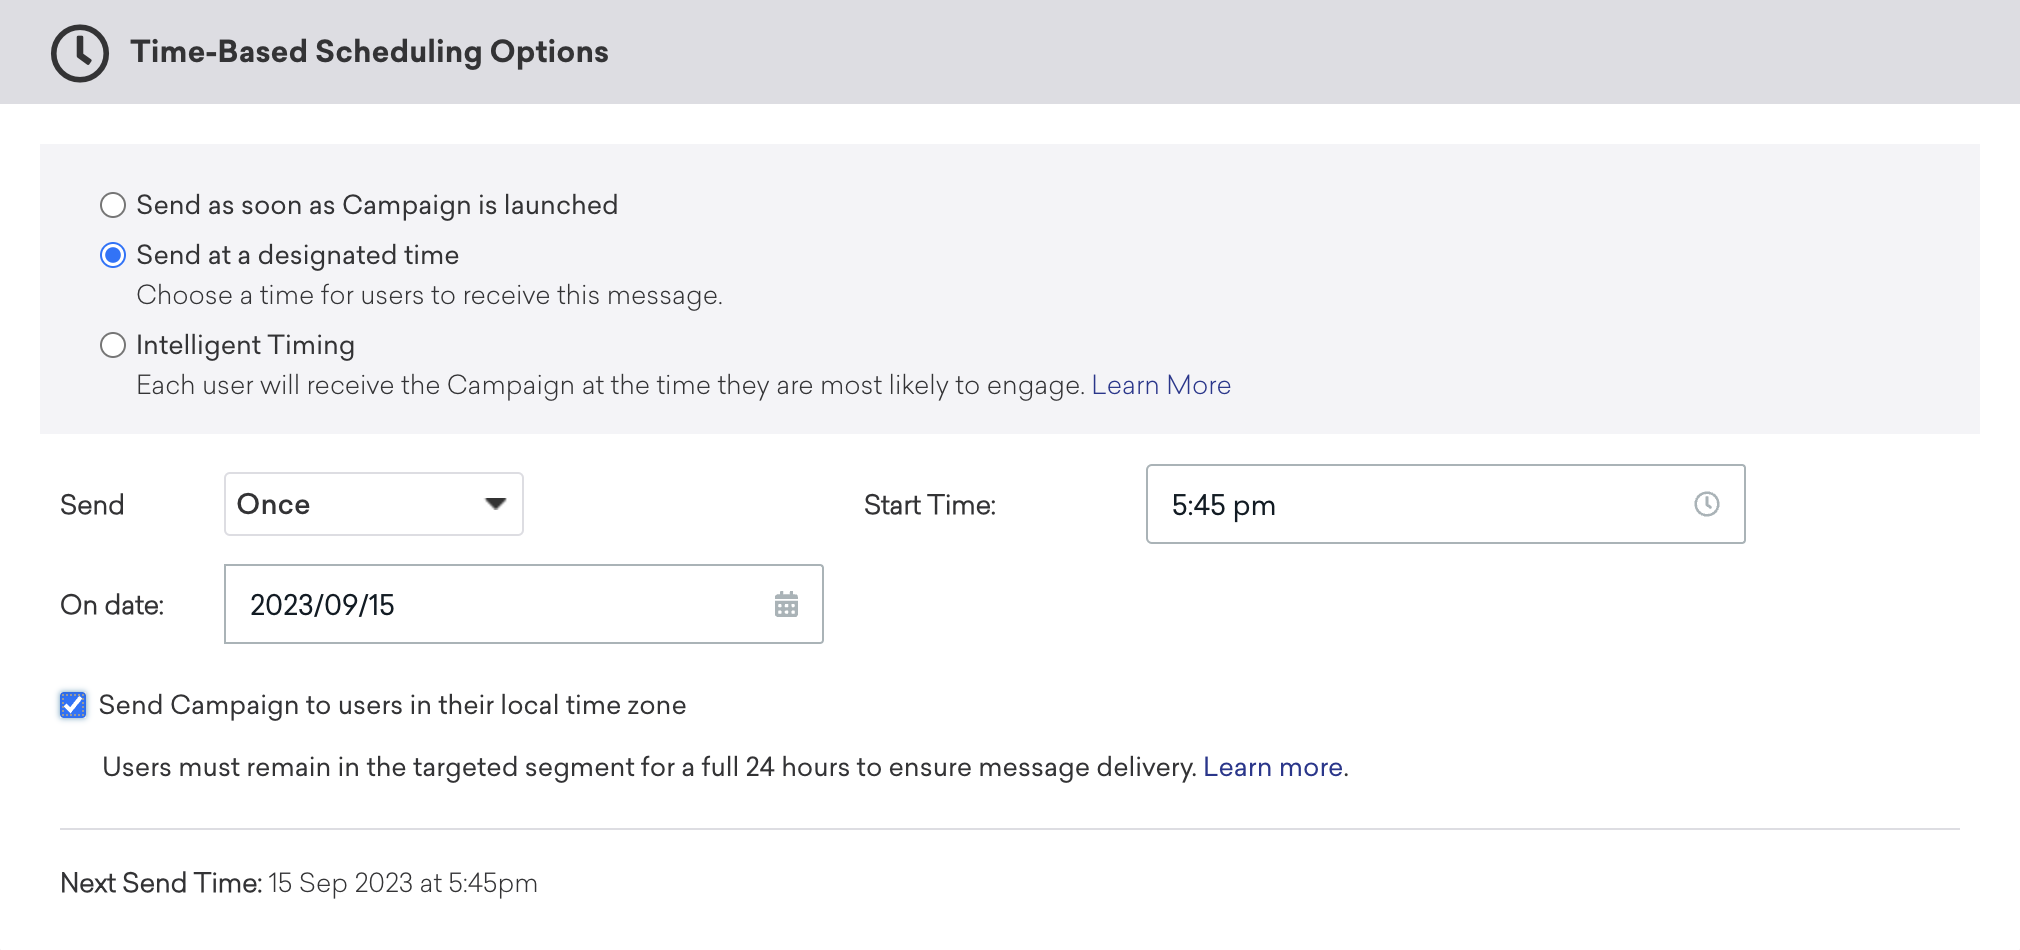 Time-Based Scheduling Options
Send as soon as Campaign is launched
Send at a designated time
Choose a time for users to receive this message.
Intelligent Timing
Each user will receive the Campaign at the time they are most likely to engage. Learn More
Send Once Start Time: 5:45 pm
On date: 2023/09/15
Send Campaign to users in their local time zone
Users must remain in the targeted segment for a full 24 hours to ensure message delivery. Learn more.
Next Send Time: 15 Sep 2023 at 5:45pm